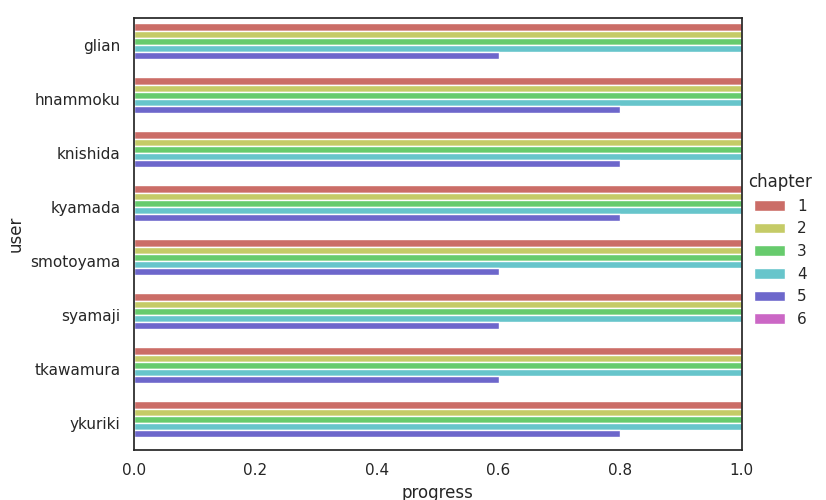 user
glian
hnammoku
knishida
kyamada
smotoyama
syamaji
tkawamura
ykuriki
0.0 0.2 0.4 0.6 0.8 1.0
progress
chapter
1
2
3
4
5
6